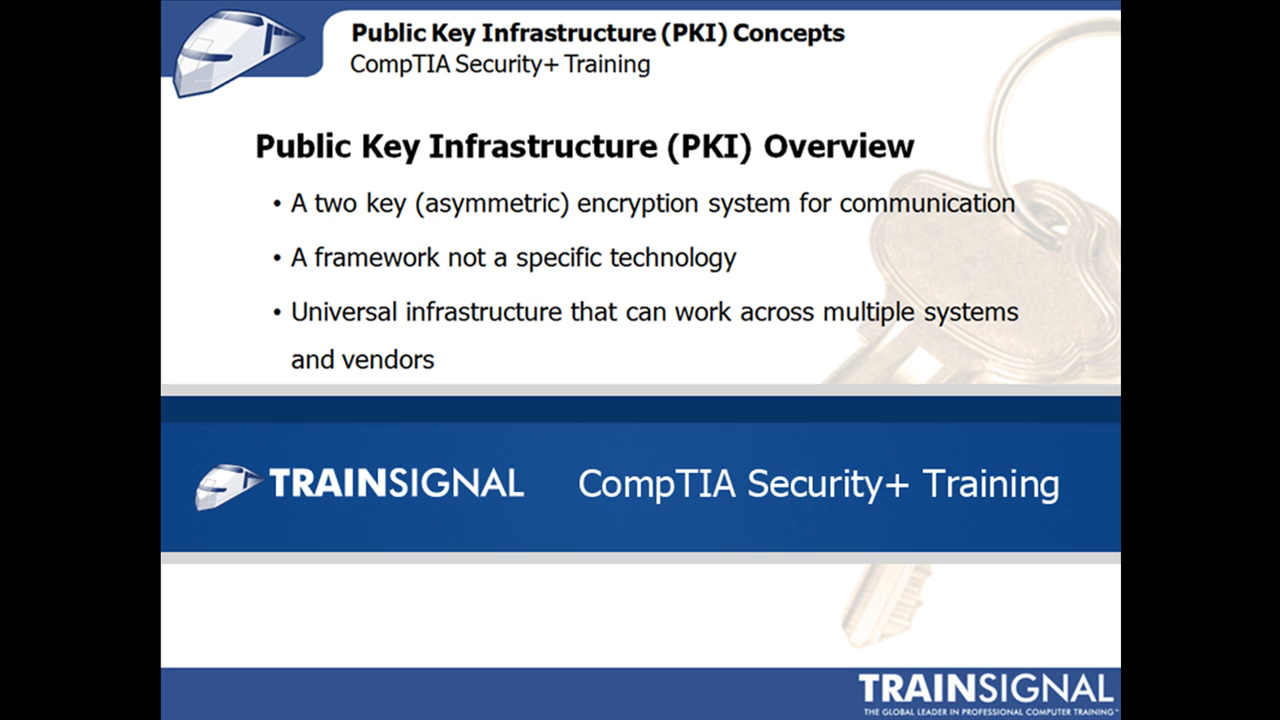 Public Key Infrastructure (PKI) Concepts
CompTIA Security+ Training
Public Key Infrastructure (PKI) Overview
• A two key (asymmetric) encryption system for communication
• A framework not a specific technology
• Universal infrastructure that can work across multiple systems
and vendors
TRAINSIGNAL CompTIA Security+ Training
TRAINSIGNAL
THE GLOBAL LEADER IN PROFESSIONAL COMPUTER TRAINING™